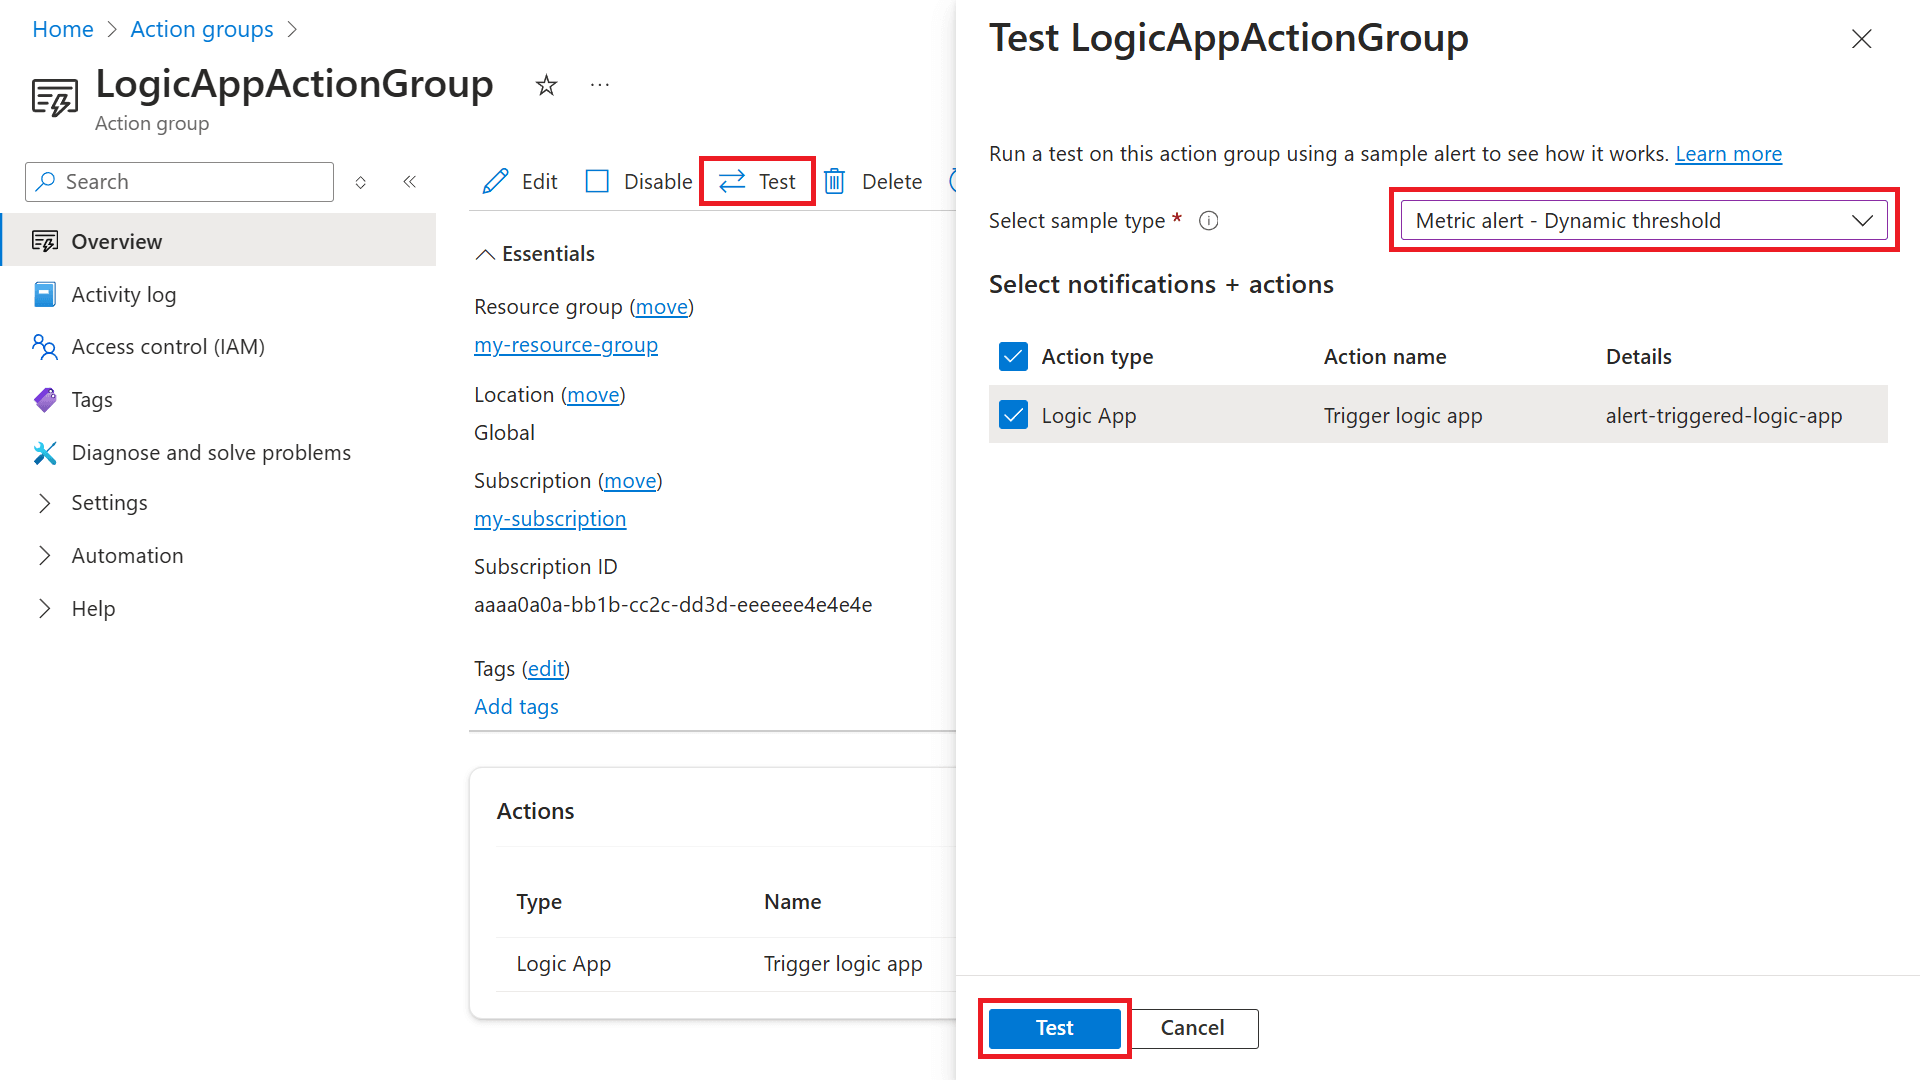 Home > Action groups >
LogicAppActionGroup ...
Action group
Search
Overview
Activity log
Access control (IAM)
Tags
Diagnose and solve problems
Settings
Automation
Help
Edit Disable Test Delete
Essentials
Resource group (move)
my-resource-group
Location (move)
Global
Subscription (move)
my-subscription
Subscription ID
aaaa0a0a-bb1b-cc2c-dd3d-eeeeee4e4e4e
Tags (edit)
Add tags
Actions
Type Name
Logic App Trigger logic app
Test LogicAppActionGroup
Run a test on this action group using a sample alert to see how it works. Learn more
Select sample type * Metric alert - Dynamic threshold
Select notifications + actions
Action type Action name Details
Logic App Trigger logic app alert-triggered-logic-app
Test Cancel